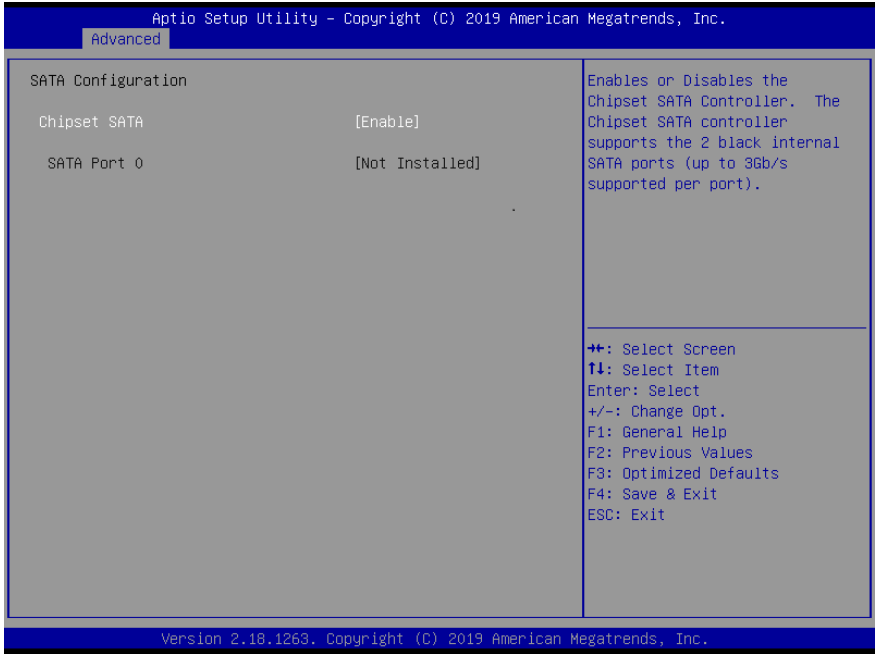 Aptio Setup Utility – Copyright (C) 2019 American Megatrends, Inc.
Advanced
SATA Configuration
Chipset SATA [Enable]
SATA Port 0 [Not Installed]
Enables or Disables the
Chipset SATA Controller. The
Chipset SATA controller
supports the 2 black internal
SATA ports (up to 3Gb/s
supported per port).
→←: Select Screen
↑↓: Select Item
Enter: Select
+/-: Change Opt.
F1: General Help
F2: Previous Values
F3: Optimized Defaults
F4: Save & Exit
ESC: Exit
Version 2.18.1263. Copyright (C) 2019 American Megatrends, Inc.